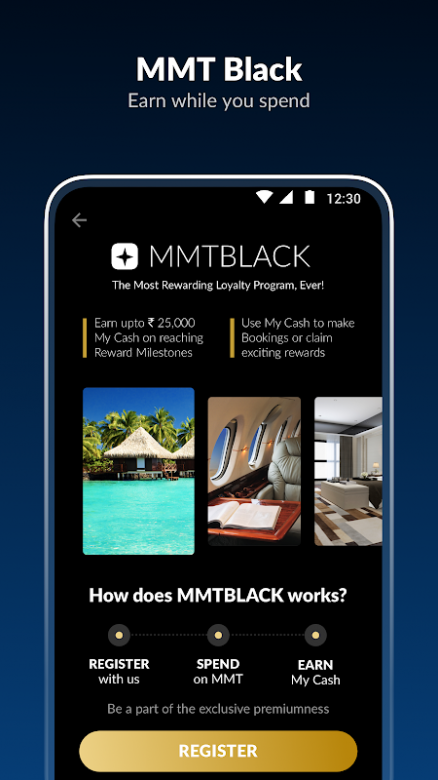 MMT Black
Earn while you spend
12:30
MMTBLACK
The Most Rewarding Loyalty Program, Ever!
Earn upto ₹ 25,000
My Cash on reaching
Reward Milestones
Use My Cash to make
Bookings or claim
exciting rewards
How does MMTBLACK works?
REGISTER
with us
SPEND
on MMT
EARN
My Cash
Be a part of the exclusive premiumness
REGISTER